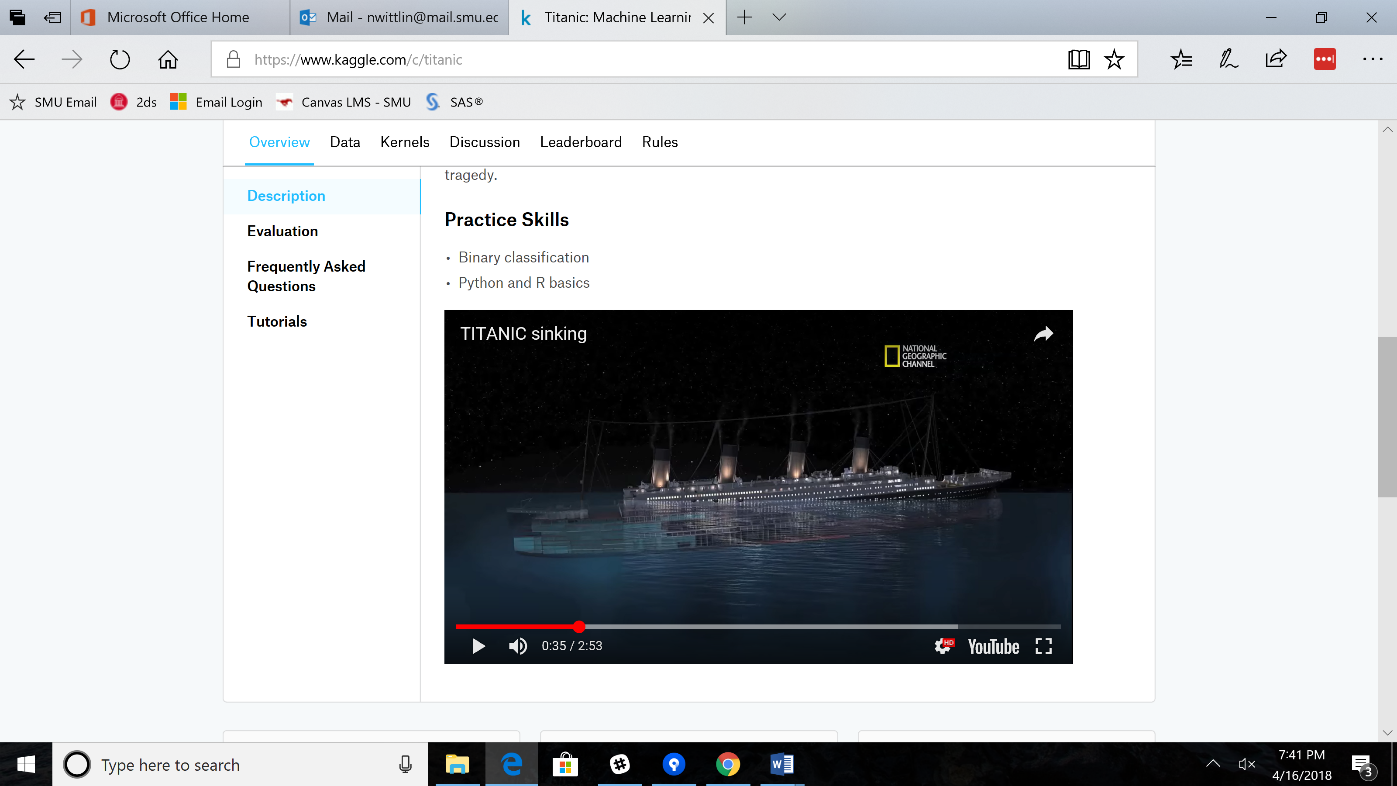 Microsoft Office Home
Mail - nwittlin@mail.smu.ec
k Titanic: Machine Learnin
https://www.kaggle.com/c/titanic
SMU Email
2ds
Email Login
Canvas LMS - SMU
SAS®
Overview
Data
Kernels
Discussion
Leaderboard
Rules
Description
Evaluation
Frequently Asked
Questions
Tutorials
tragedy.
Practice Skills
• Binary classification
• Python and R basics
TITANIC sinking
NATIONAL
GEOGRAPHIC
CHANNEL
0:35 / 2:53
HD
YouTube
Type here to search
7:41 PM
4/16/2018
3